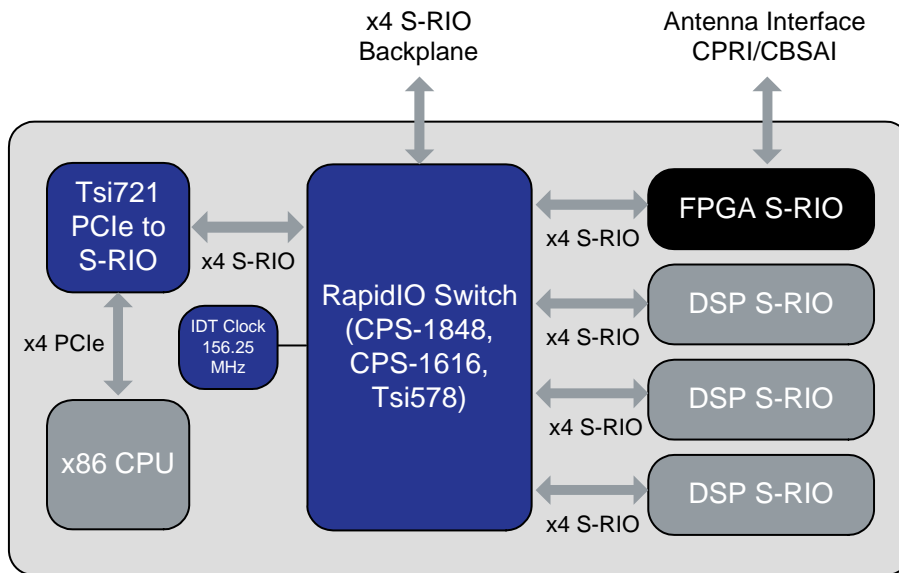 x4 S-RIO
Backplane
Antenna Interface
CPRI/CBSAI
Tsi721
PCIe to
S-RIO
x4 S-RIO
x4 PCIe
x86 CPU
IDT Clock
156.25
MHz
RapidIO Switch
(CPS-1848,
CPS-1616,
Tsi578)
x4 S-RIO
FPGA S-RIO
x4 S-RIO
DSP S-RIO
x4 S-RIO
DSP S-RIO
x4 S-RIO
DSP S-RIO